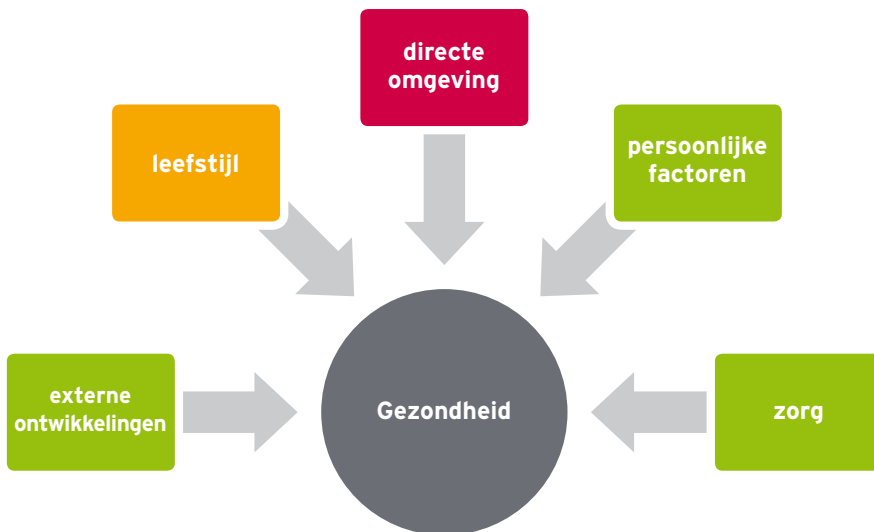 directe
omgeving
leefstijl
persoonlijke
factoren
externe
ontwikkelingen
Gezondheid
zorg